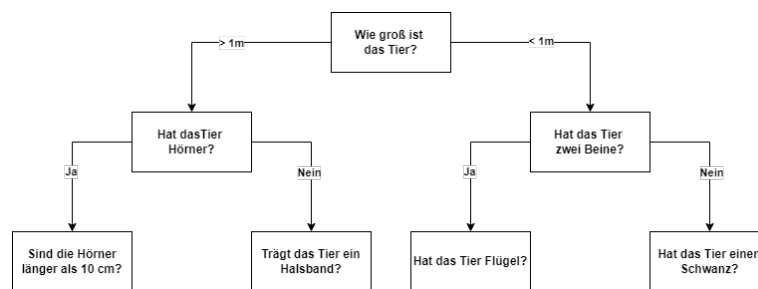 Wie groß ist
das Tier?
> 1m
< 1m
Hat dasTier
Hörner?
Hat das Tier
zwei Beine?
Ja
Nein
Ja
Nein
Sind die Hörner
länger als 10 cm?
Trägt das Tier ein
Halsband?
Hat das Tier Flügel?
Hat das Tier einen
Schwanz?